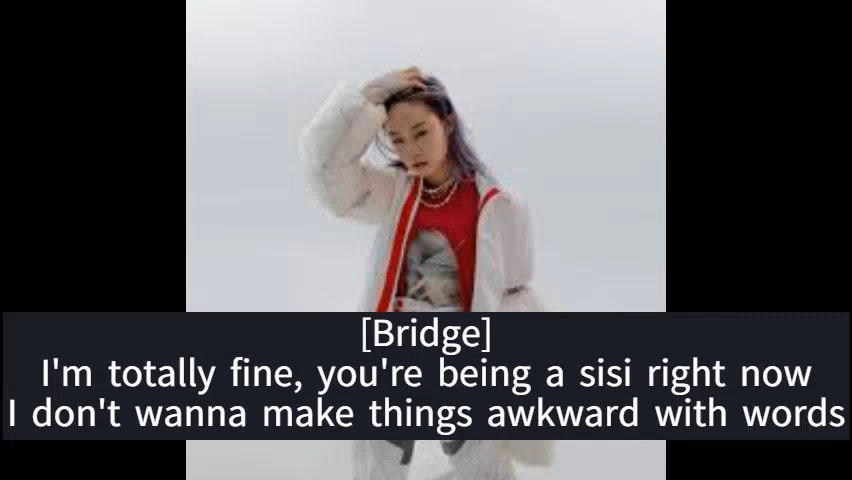 [Bridge]
I'm totally fine, you're being a sisi right now
I don't wanna make things awkward with words